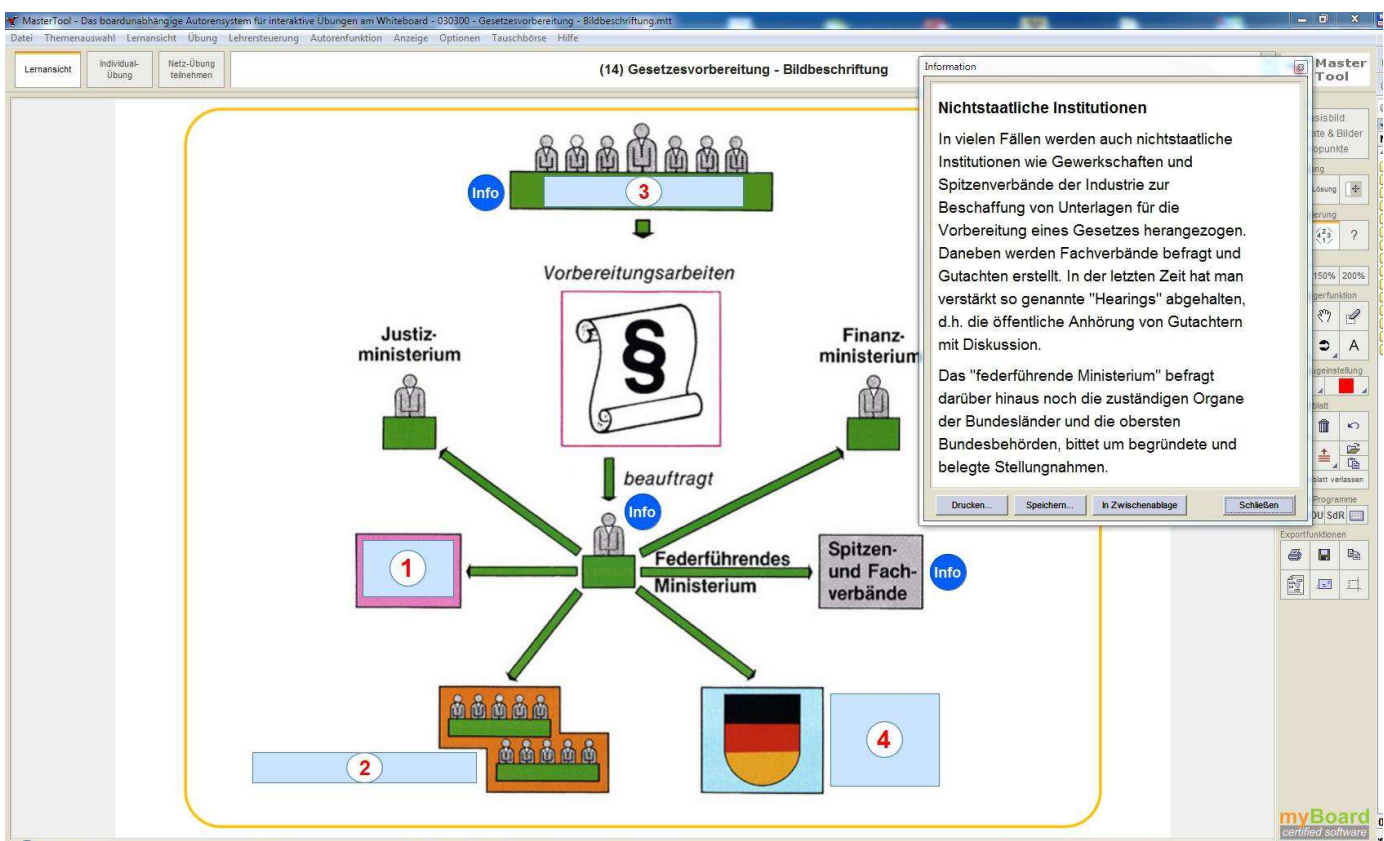 MasterTool - Das boardunabhängige Autorensystem für interaktive Übungen am Whiteboard - 030300 - Gesetzesvorbereitung - Bildbeschriftung.mtt
Datei Themenauswahl Lernansicht Übung Lehrersteuerung Autorenfunktion Anzeige Optionen Tauschbörse Hilfe
Lernansicht
Individual-
Übung
Netz-Übung
teilnehmen
(14) Gesetzesvorbereitung - Bildbeschriftung
Master
Tool
Info
3
Vorbereitungsarbeiten
§
Justiz-
ministerium
Finanz-
ministerium
beauftragt
Info
1
Federführendes
Ministerium
Spitzen-
und Fach-
verbände
Info
2
4
Information
Nichtstaatliche Institutionen
In vielen Fällen werden auch nichtstaatliche
Institutionen wie Gewerkschaften und
Spitzenverbände der Industrie zur
Beschaffung von Unterlagen für die
Vorbereitung eines Gesetzes herangezogen.
Daneben werden Fachverbände befragt und
Gutachten erstellt. In der letzten Zeit hat man
verstärkt so genannte "Hearings" abgehalten,
d.h. die öffentliche Anhörung von Gutachtern
mit Diskussion.
Das "federführende Ministerium" befragt
darüber hinaus noch die zuständigen Organe
der Bundesländer und die obersten
Bundesbehörden, bittet um begründete und
belegte Stellungnahmen.
Drucken... Speichern... In Zwischenablage Schließen
Bilder
Lösung
?
150% 200%
A
verlassen
SdR
Exportfunktionen
myBoard
certified software